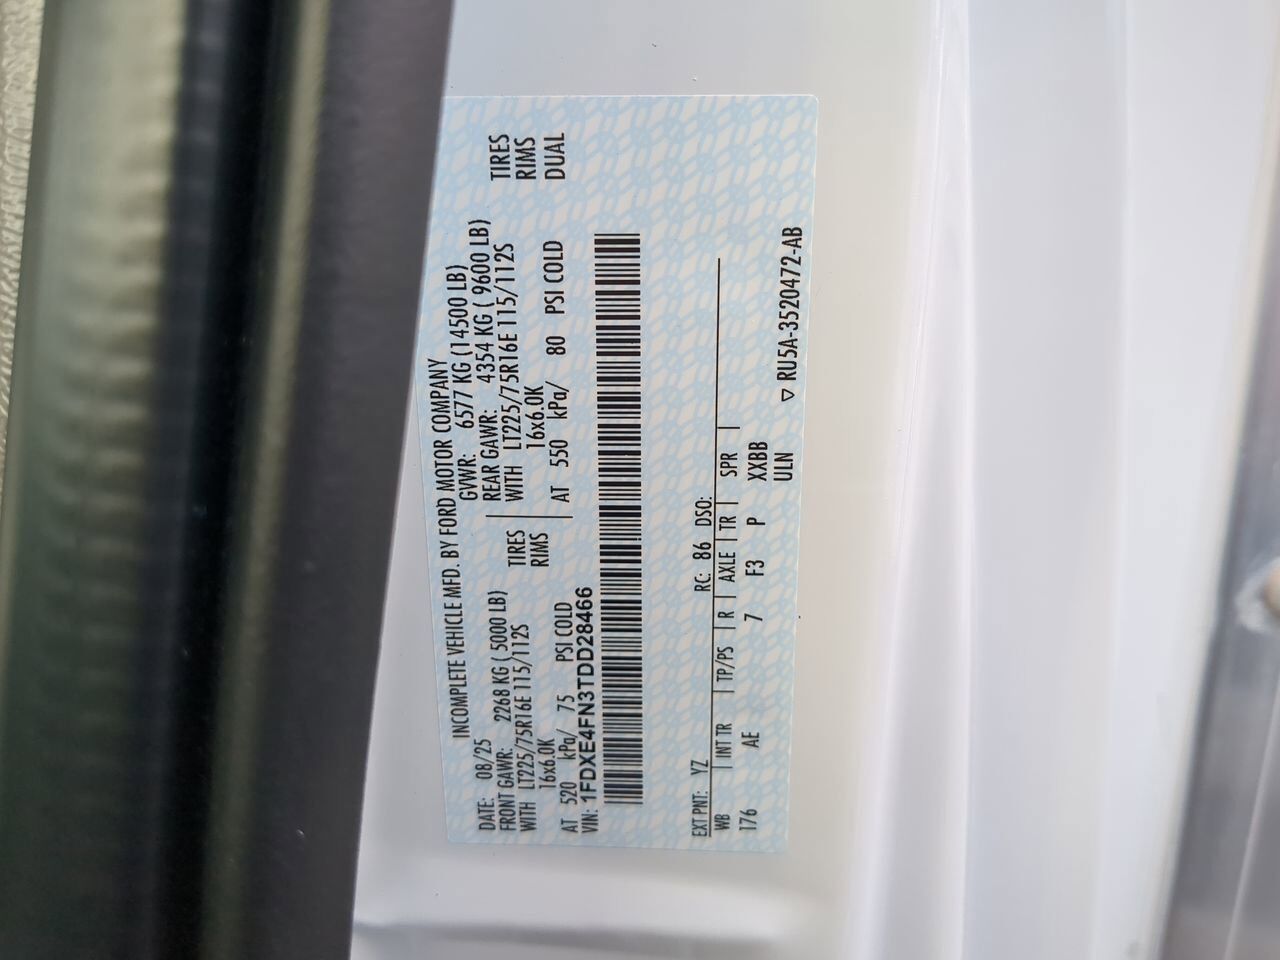 INCOMPLETE VEHICLE MFD. BY FORD MOTOR COMPANY
DATE: 08/25 GVWR: 6577 KG (14500 LB)
FRONT GAWR: 2268 KG ( 5000 LB) REAR GAWR: 4354 KG ( 9600 LB)
WITH LT225/75R16E 115/112S TIRES WITH LT225/75R16E 115/112S TIRES
16x6.0K RIMS 16x6.0K RIMS
AT 520 kPa/ 75 PSI COLD AT 550 kPa/ 80 PSI COLD DUAL
VIN: 1FDXE4FN3TDD28466
EXT PNT: YZ RC: 86 DSO:
WB | INT TR | TP/PS | R | AXLE | TR | SPR |
176 AE 7 F3 P XXBB
ULN
▽ RU5A-3520472-AB